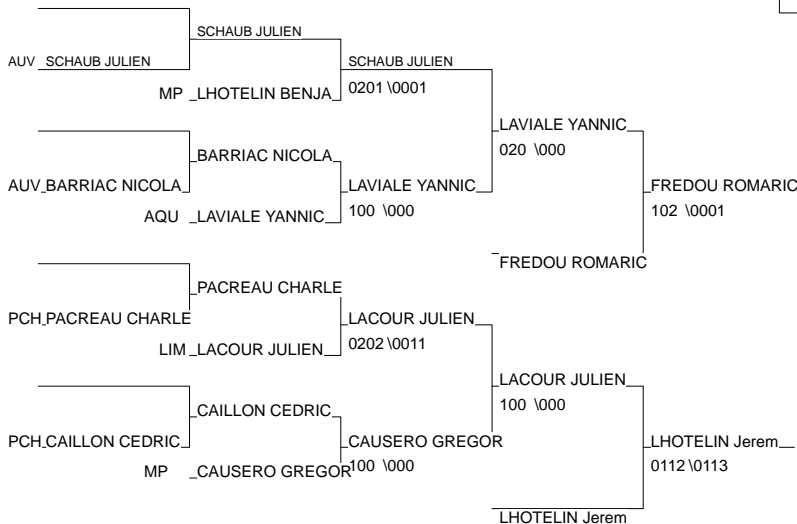 SCHAUB JULIEN
AUV SCHAUB JULIEN
SCHAUB JULIEN
MP LHOTELIN BENJA
0201 \0001
LAVIALE YANNIC
020 \000
BARRIAC NICOLA
AUV BARRIAC NICOLA
LAVIALE YANNIC
FREDOU ROMARIC
AQU LAVIALE YANNIC
100 \000
102 \0001
FREDOU ROMARIC
PACREAU CHARLE
PCH PACREAU CHARLE
LACOUR JULIEN
LIM LACOUR JULIEN
0202 \0011
LACOUR JULIEN
100 \000
CAILLON CEDRIC
PCH CAILLON CEDRIC
CAUSERO GREGOR
LHOTELIN Jerem
MP CAUSERO GREGOR
100 \000
0112 \0113
LHOTELIN Jerem